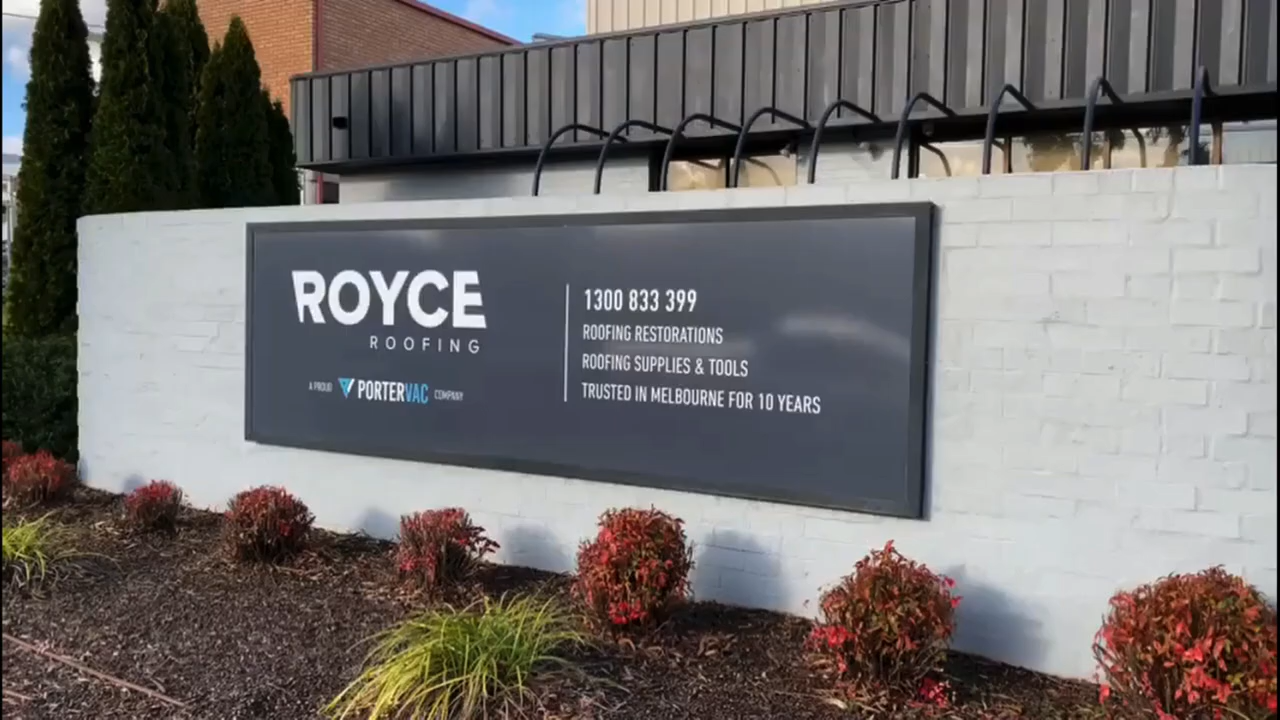 ROYCE
ROOFING
A PROUD PORTERVAC COMPANY
1300 833 399
ROOFING RESTORATIONS
ROOFING SUPPLIES & TOOLS
TRUSTED IN MELBOURNE FOR 10 YEARS